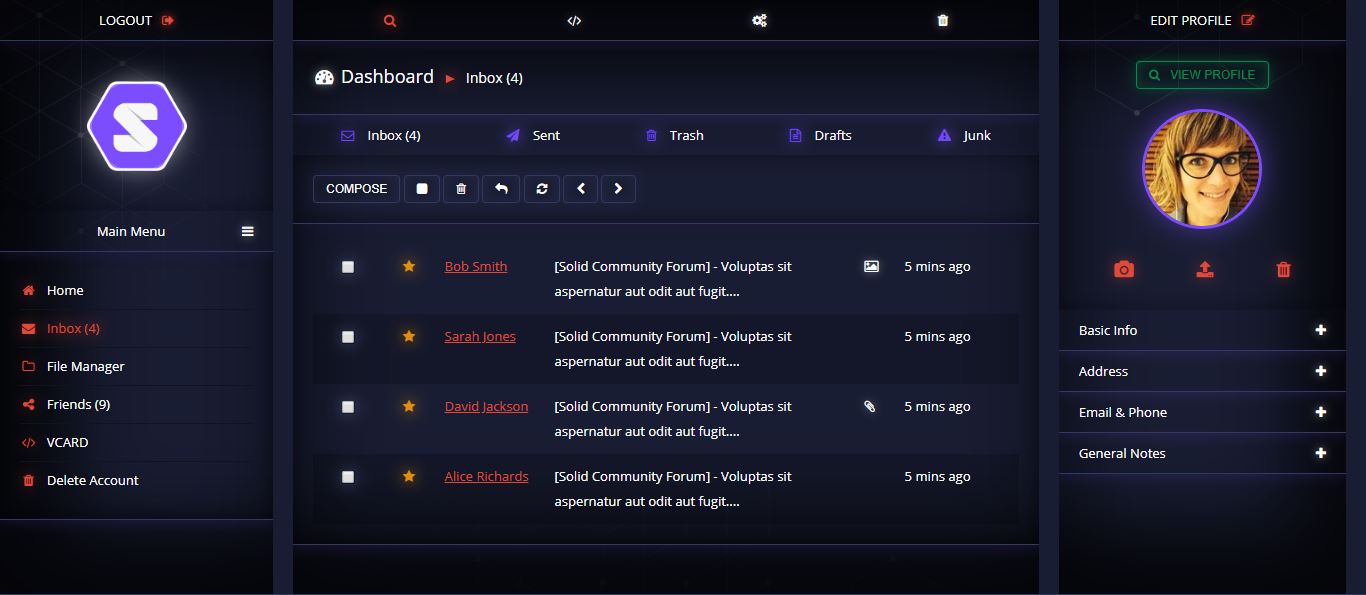 LOGOUT
Main Menu
Home
Inbox (4)
File Manager
Friends (9)
VCARD
Delete Account
Dashboard ► Inbox (4)
Inbox (4) Sent Trash Drafts Junk
COMPOSE
Bob Smith [Solid Community Forum] - Voluptas sit 5 mins ago
aspernatur aut odit aut fugit....
Sarah Jones [Solid Community Forum] - Voluptas sit 5 mins ago
aspernatur aut odit aut fugit....
David Jackson [Solid Community Forum] - Voluptas sit 5 mins ago
aspernatur aut odit aut fugit....
Alice Richards [Solid Community Forum] - Voluptas sit 5 mins ago
aspernatur aut odit aut fugit....
EDIT PROFILE
VIEW PROFILE
Basic Info
Address
Email & Phone
General Notes